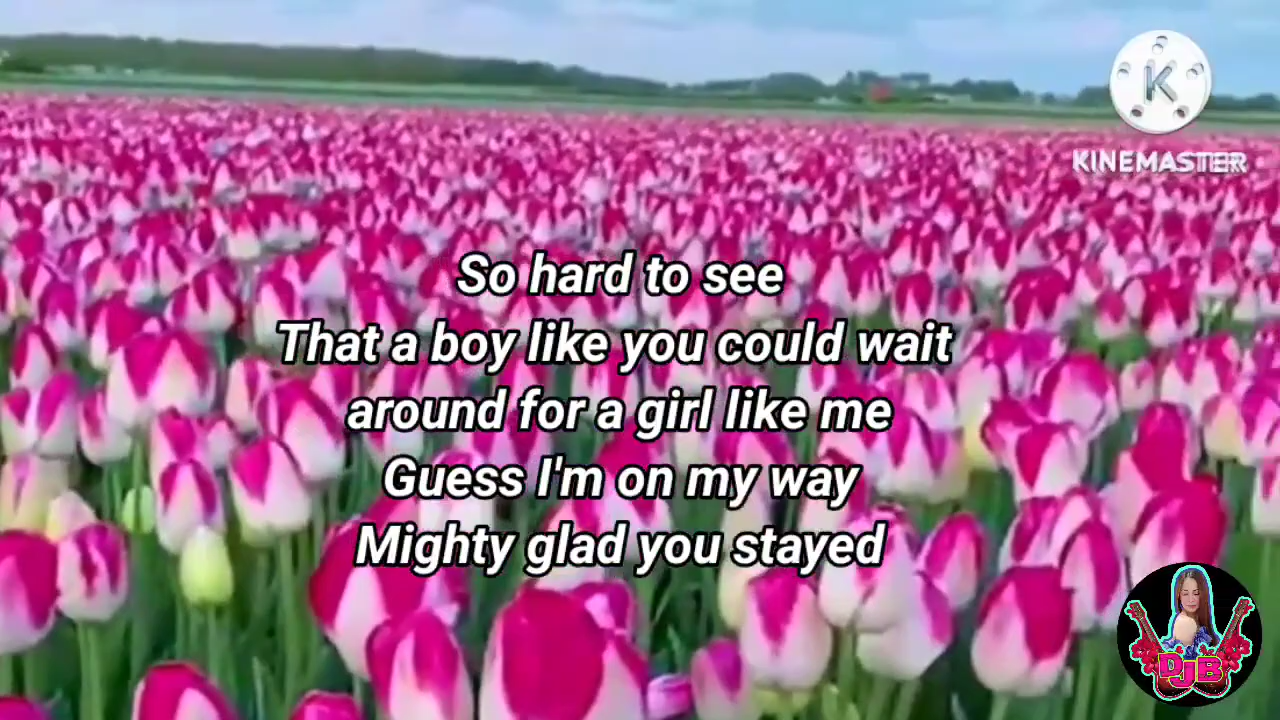 K
KINEMASTER
So hard to see
That a boy like you could wait
around for a girl like me
Guess I'm on my way
Mighty glad you stayed
DJB